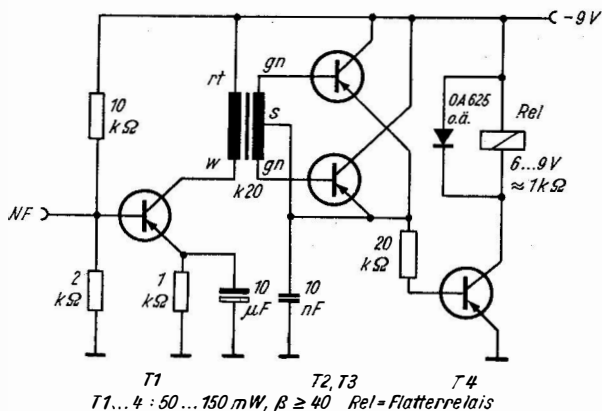 -9V
rt
gn
OA625
o.ä.
Rel
10
kΩ
s
6...9V
≈1kΩ
w
gn
k20
NF
20
kΩ
2
kΩ
1
kΩ
10
µF
10
nF
T1
T2,T3
T4
T1...4 : 50...150 mW, β ≥ 40 Rel=Flatterrelais